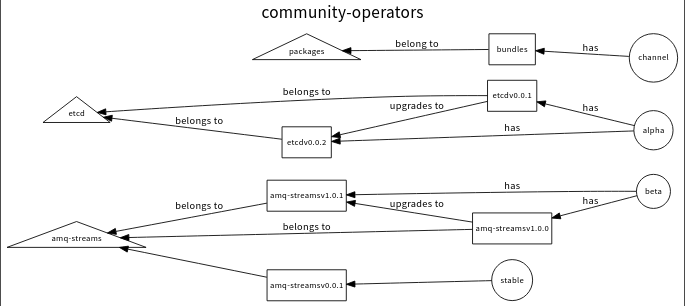 community-operators
packages
belong to
bundles
has
channel
etcd
belongs to
etcdv0.0.1
has
upgrades to
belongs to
etcdv0.0.2
has
alpha
amq-streamsv1.0.1
has
beta
belongs to
upgrades to
has
amq-streams
belongs to
amq-streamsv1.0.0
amq-streamsv0.0.1
stable